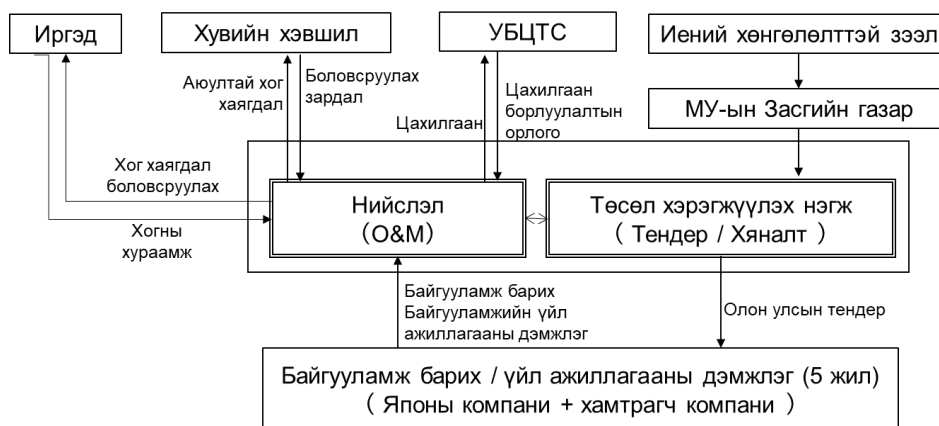 Иргэд
Хувийн хэвшил
УБЦТС
Иений хөнгөлөлттэй зээл
Аюултай хог
хаягдал
Боловсруулах
зардал
Цахилгаан
Цахилгаан
борлуулалтын
орлого
МУ-ын Засгийн газар
Хог хаягдал
боловсруулах
Хогны
хураамж
Нийслэл
(O&M)
Төсөл хэрэгжүүлэх нэгж
( Тендер / Хяналт )
Байгууламж барих
Байгууламжийн үйл
ажиллагааны дэмжлэг
Олон улсын тендер
Байгууламж барих / үйл ажиллагааны дэмжлэг (5 жил)
( Японы компани + хамтрагч компани )